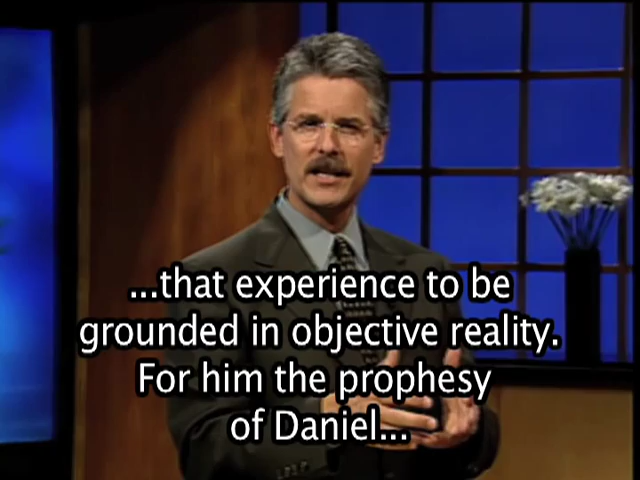 ...that experience to be
grounded in objective reality.
For him the prophesy
of Daniel...